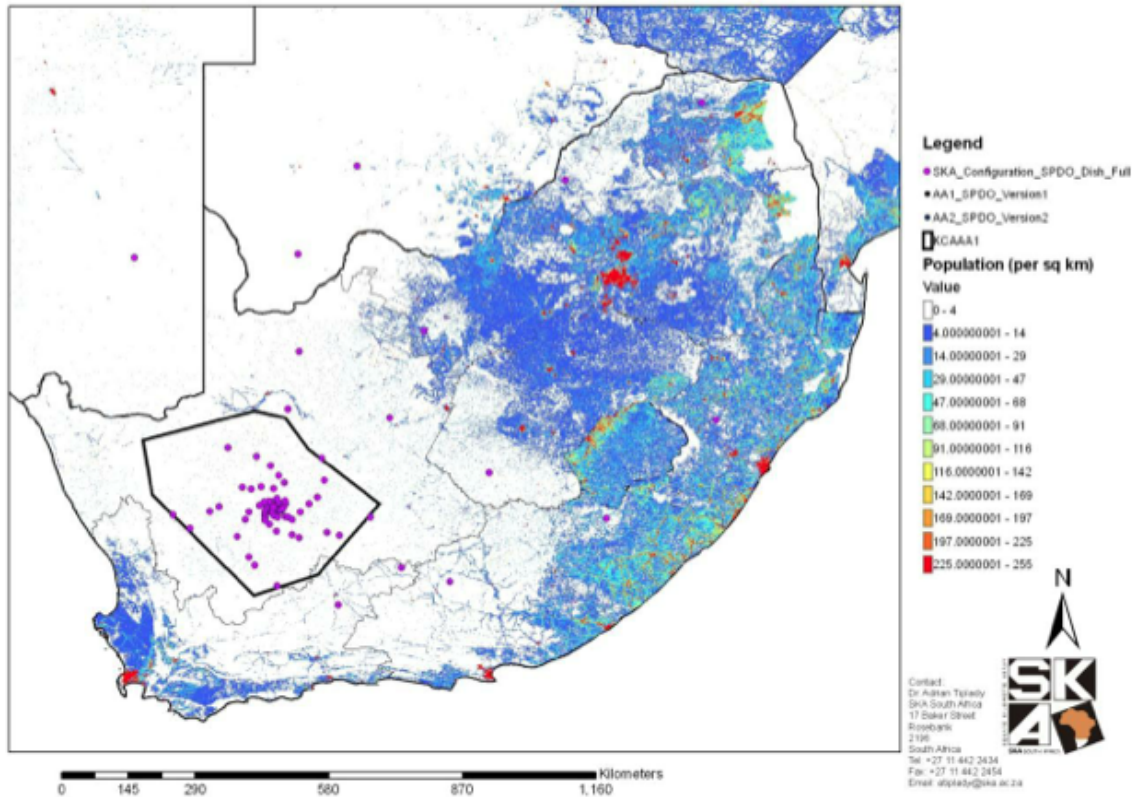 Legend
SKA_Configuration_SPDO_Dish_Full
AA1_SPDO_Version1
AA2_SPDO_Version2
KCAAA1
Population (per sq km)
Value
0 - 4
4.000000001 - 14
14.00000001 - 29
29.00000001 - 47
47.00000001 - 68
68.00000001 - 91
91.00000001 - 116
116.0000001 - 142
142.0000001 - 169
169.0000001 - 197
197.0000001 - 225
225.0000001 - 255
N
Contact:
Dr Adrian Tiplady
SKA South Africa
17 Baker Street
Rosebank
2196
South Africa
Tel: +27 11 442 2434
Fax: +27 11 442 2454
Email: atiplady@ska.ac.za
SK
A
SKA SOUTH AFRICA
Kilometers
0 145 290 580 870 1,160